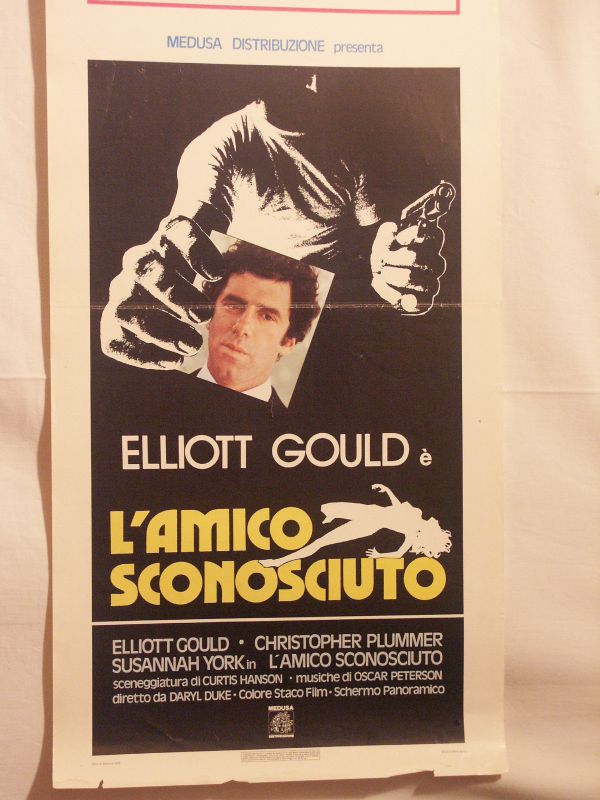 MEDUSA DISTRIBUZIONE presenta
ELLIOTT GOULD è
L'AMICO
SCONOSCIUTO
ELLIOTT GOULD • CHRISTOPHER PLUMMER
SUSANNAH YORK in L'AMICO SCONOSCIUTO
sceneggiatura di CURTIS HANSON • musiche di OSCAR PETERSON
diretto da DARYL DUKE • Colore Staco Film • Schermo Panoramico
MEDUSA